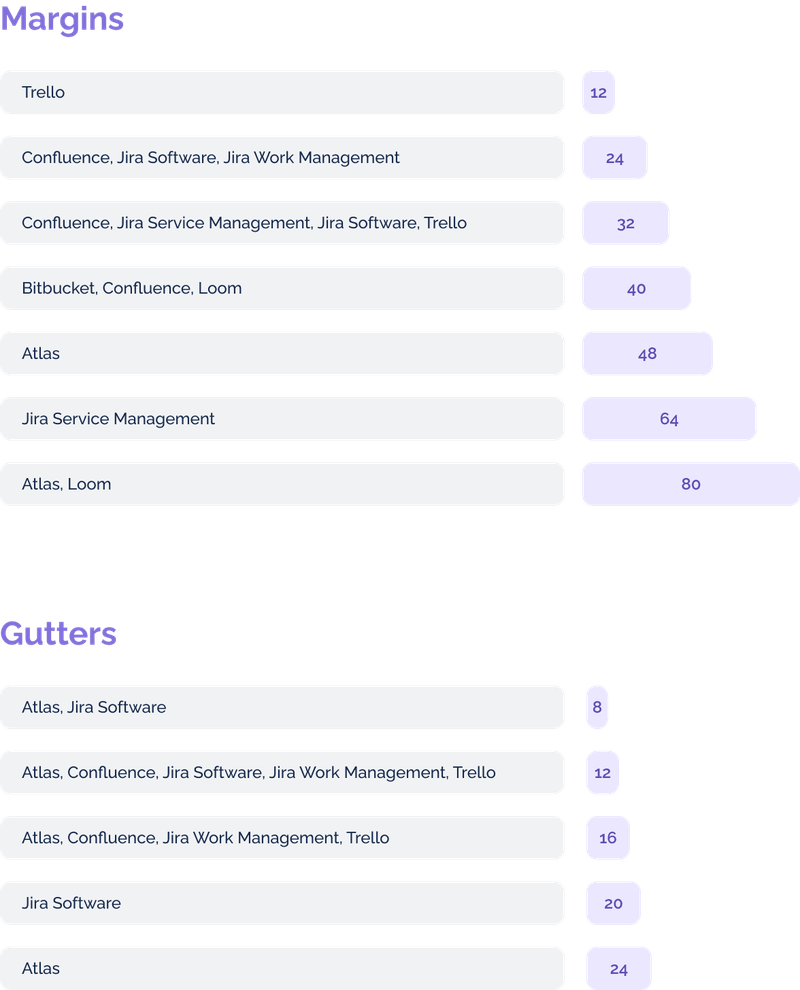 Margins
Trello 12
Confluence, Jira Software, Jira Work Management 24
Confluence, Jira Service Management, Jira Software, Trello 32
Bitbucket, Confluence, Loom 40
Atlas 48
Jira Service Management 64
Atlas, Loom 80
Gutters
Atlas, Jira Software 8
Atlas, Confluence, Jira Software, Jira Work Management, Trello 12
Atlas, Confluence, Jira Work Management, Trello 16
Jira Software 20
Atlas 24